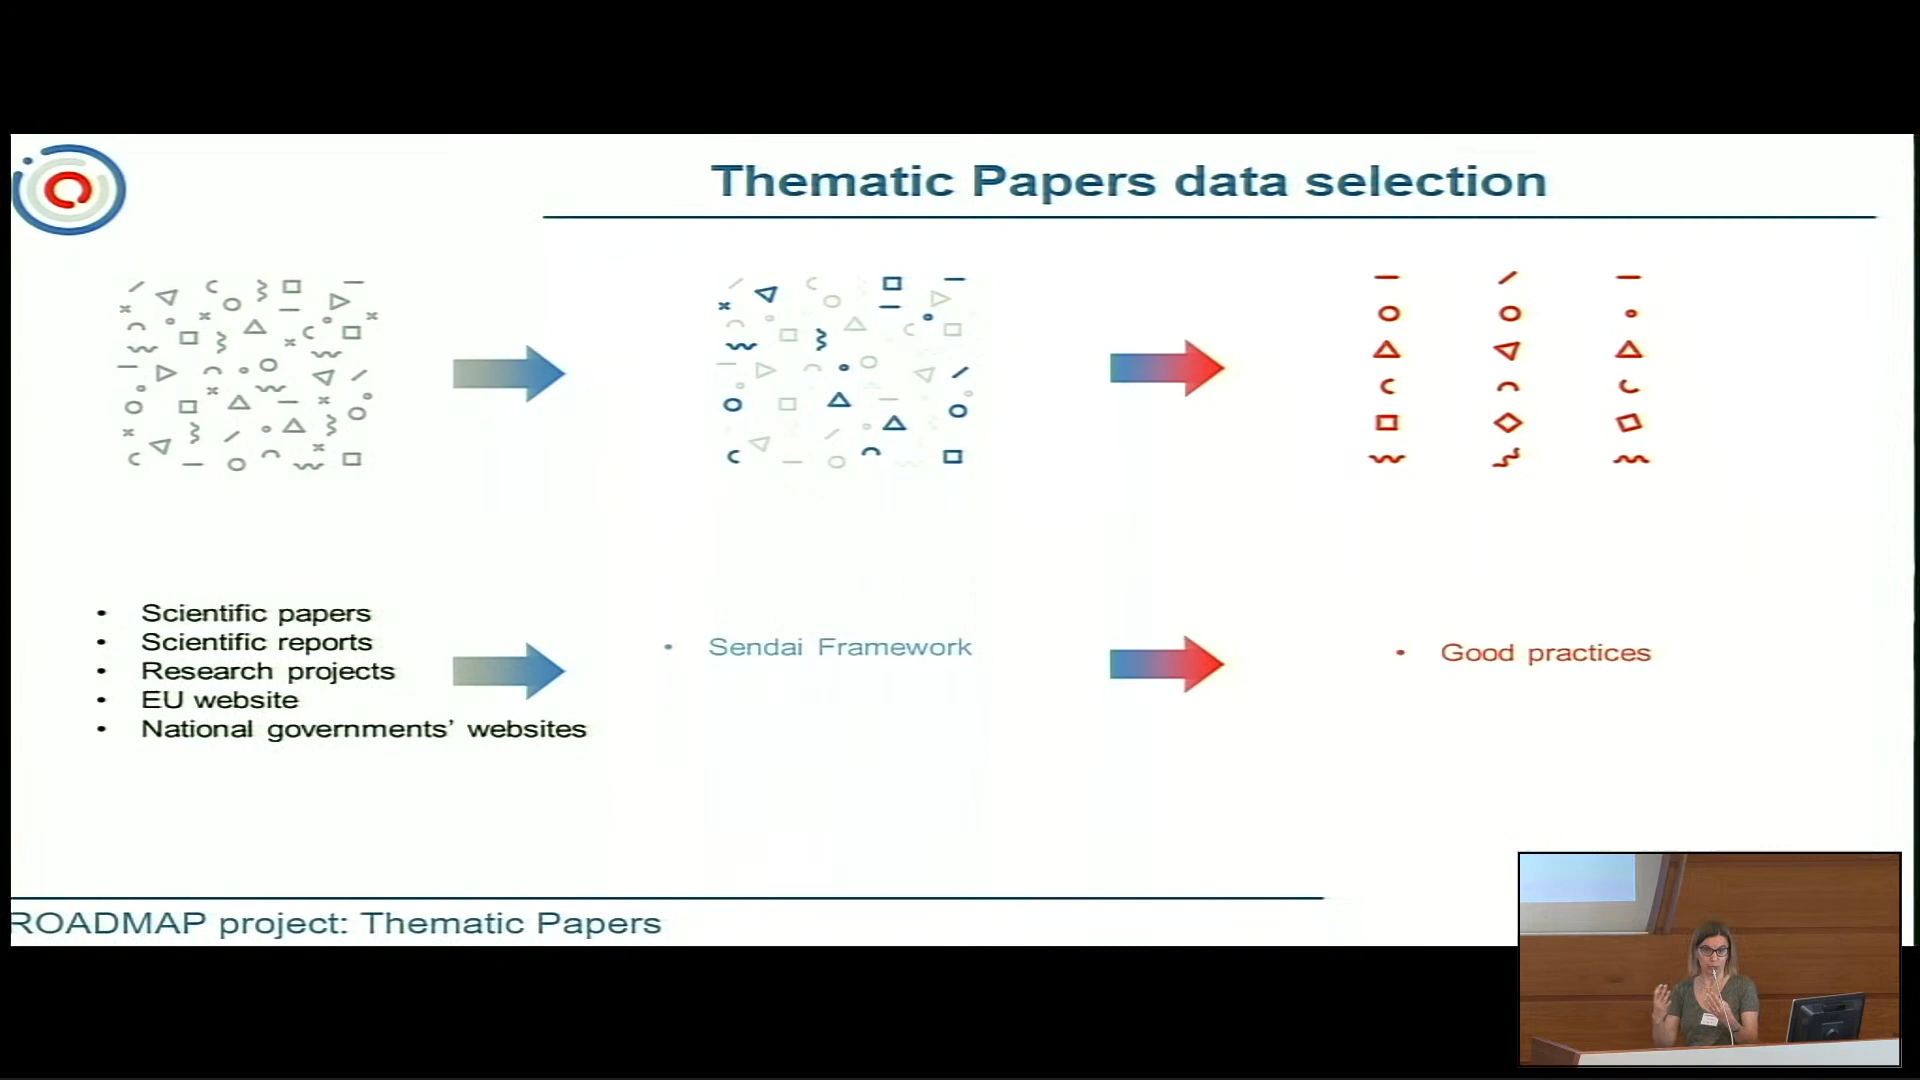 Thematic Papers data selection
• Scientific papers
• Scientific reports
• Research projects
• EU website
• National governments’ websites
• Sendai Framework
• Good practices
ROADMAP project: Thematic Papers